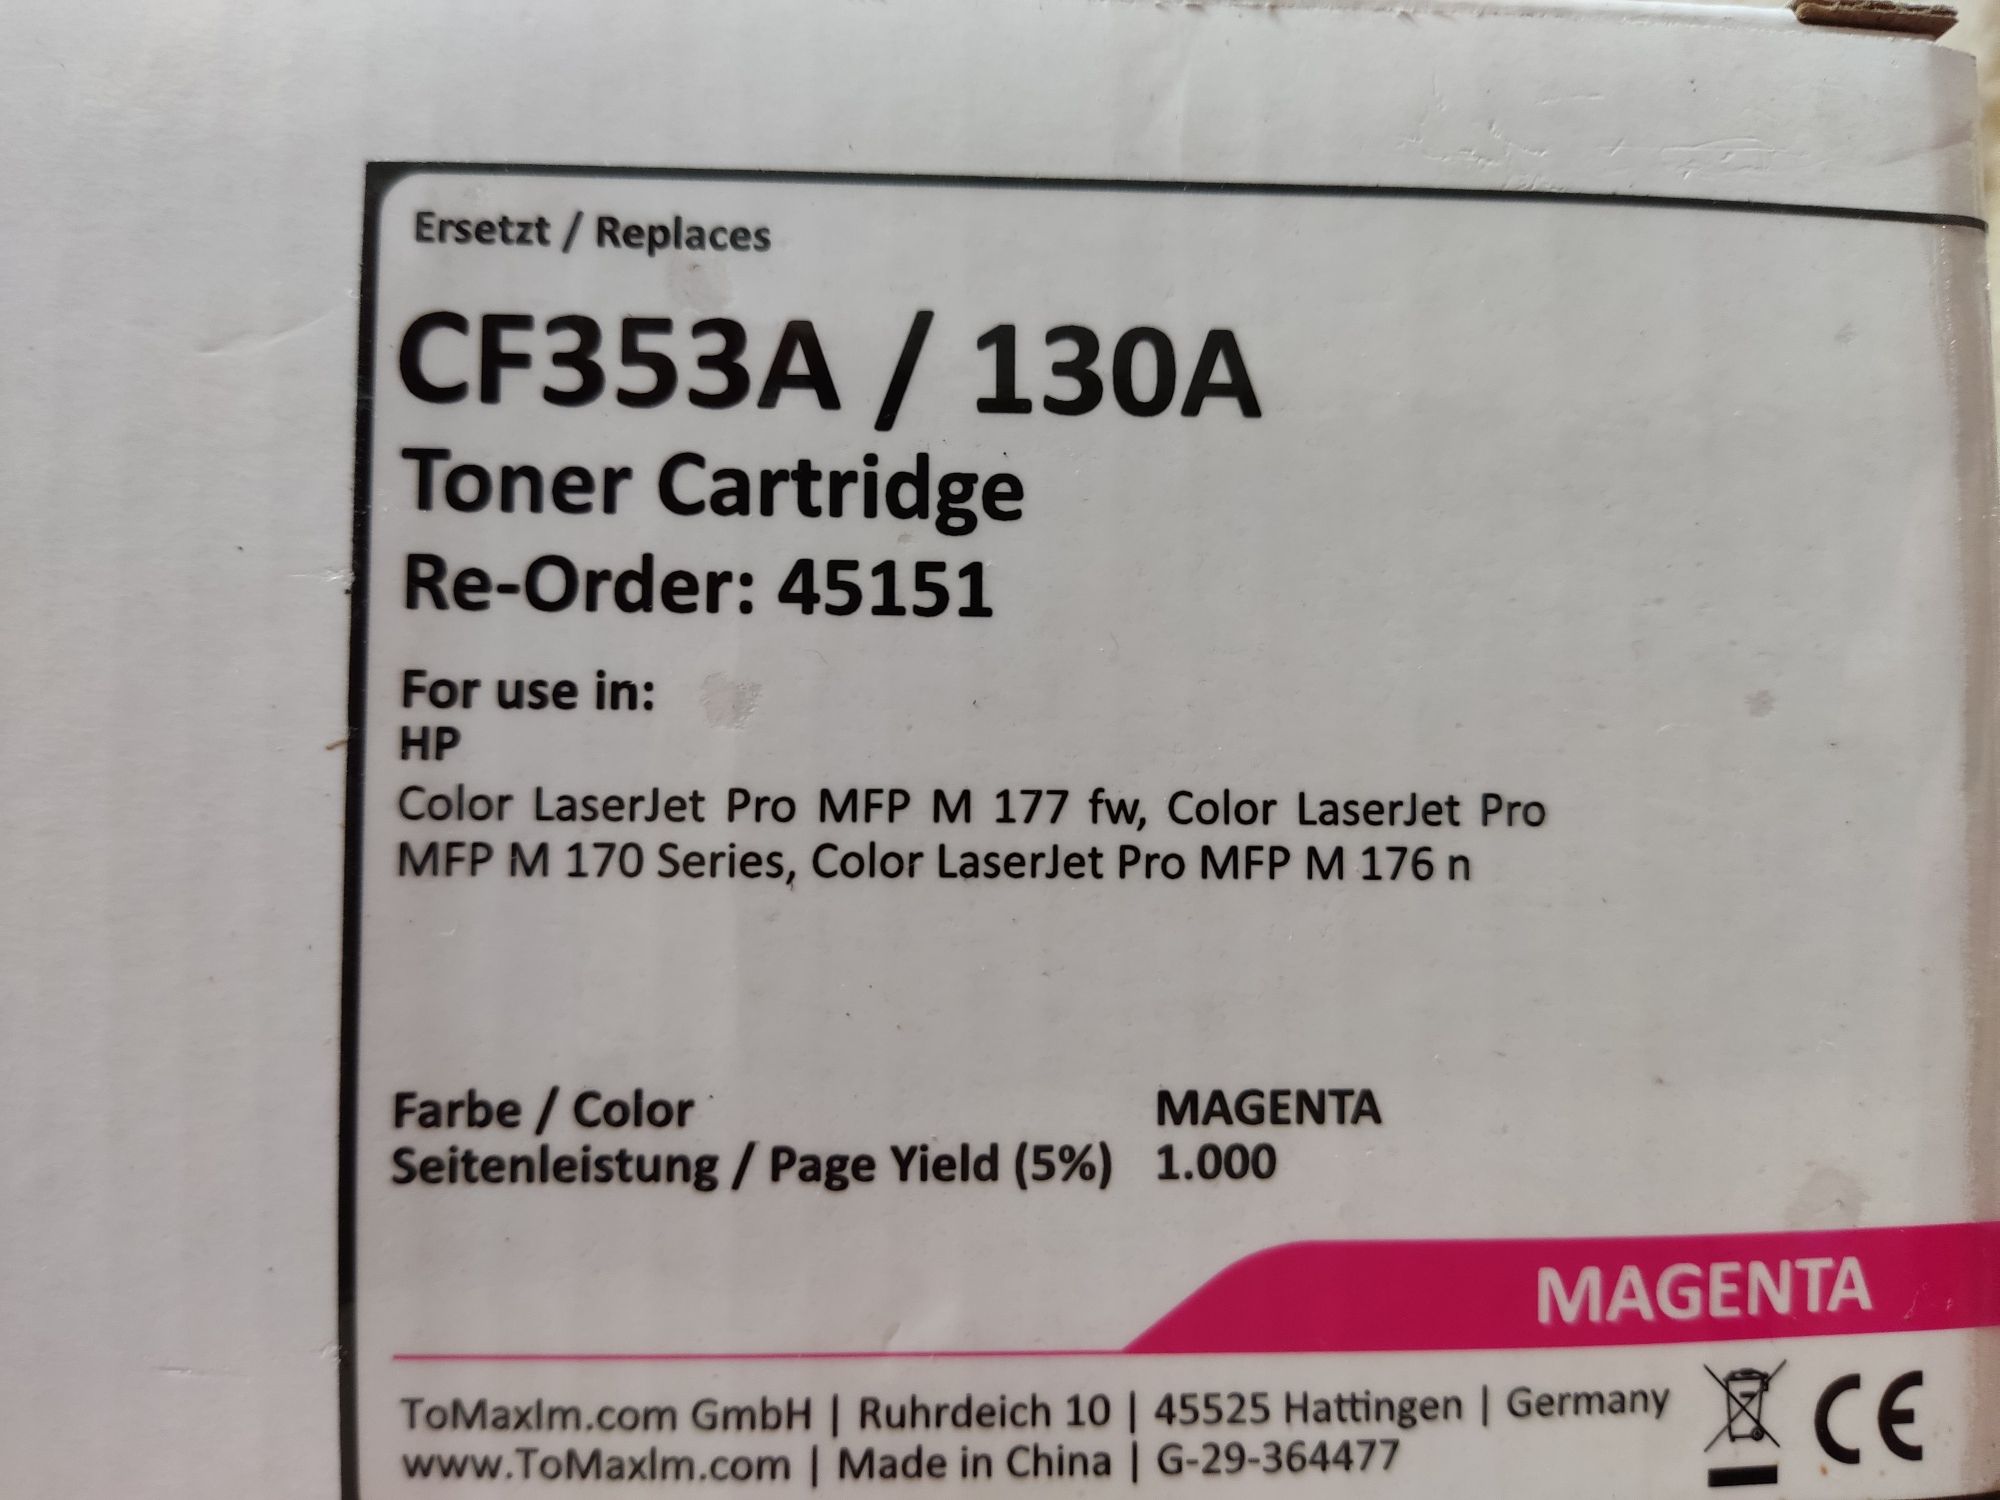 Ersetzt / Replaces
CF353A / 130A
Toner Cartridge
Re-Order: 45151
For use in:
HP
Color LaserJet Pro MFP M 177 fw, Color LaserJet Pro
MFP M 170 Series, Color LaserJet Pro MFP M 176 n
Farbe / Color MAGENTA
Seitenleistung / Page Yield (5%) 1.000
MAGENTA
ToMaxIm.com GmbH | Ruhrdeich 10 | 45525 Hattingen | Germany
www.ToMaxIm.com | Made in China | G-29-364477
CE